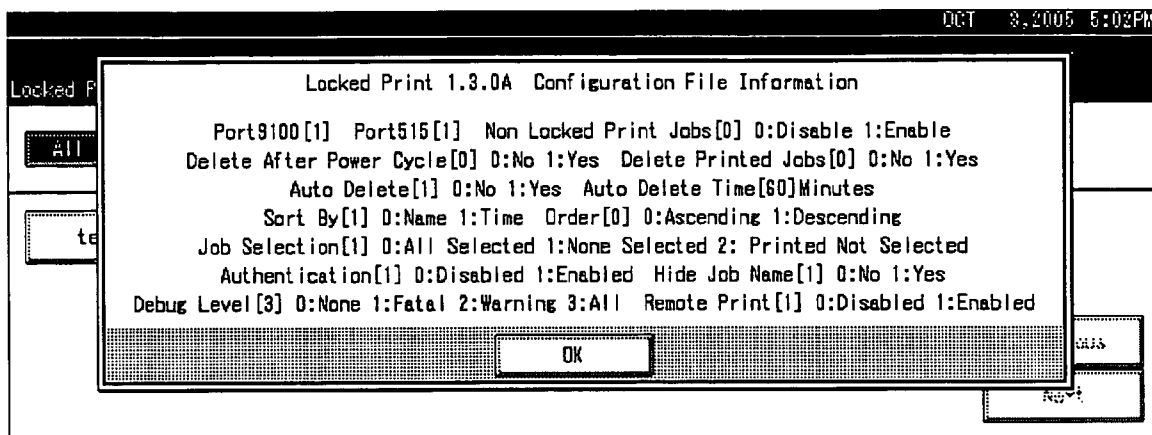 OCT 3,2005 5:02PM
Locked P
Locked Print 1.3.0A Configuration File Information
Port9100[1] Port515[1] Non Locked Print Jobs[0] 0:Disable 1:Enable
All
Delete After Power Cycle[0] 0:No 1:Yes Delete Printed Jobs[0] 0:No 1:Yes
Auto Delete[1] 0:No 1:Yes Auto Delete Time[60]Minutes
Sort By[1] 0:Name 1:Time Order[0] 0:Ascending 1:Descending
te
Job Selection[1] 0:All Selected 1:None Selected 2: Printed Not Selected
Authentication[1] 0:Disabled 1:Enabled Hide Job Name[1] 0:No 1:Yes
Debug Level[3] 0:None 1:Fatal 2:Warning 3:All Remote Print[1] 0:Disabled 1:Enabled
OK
ous
Next